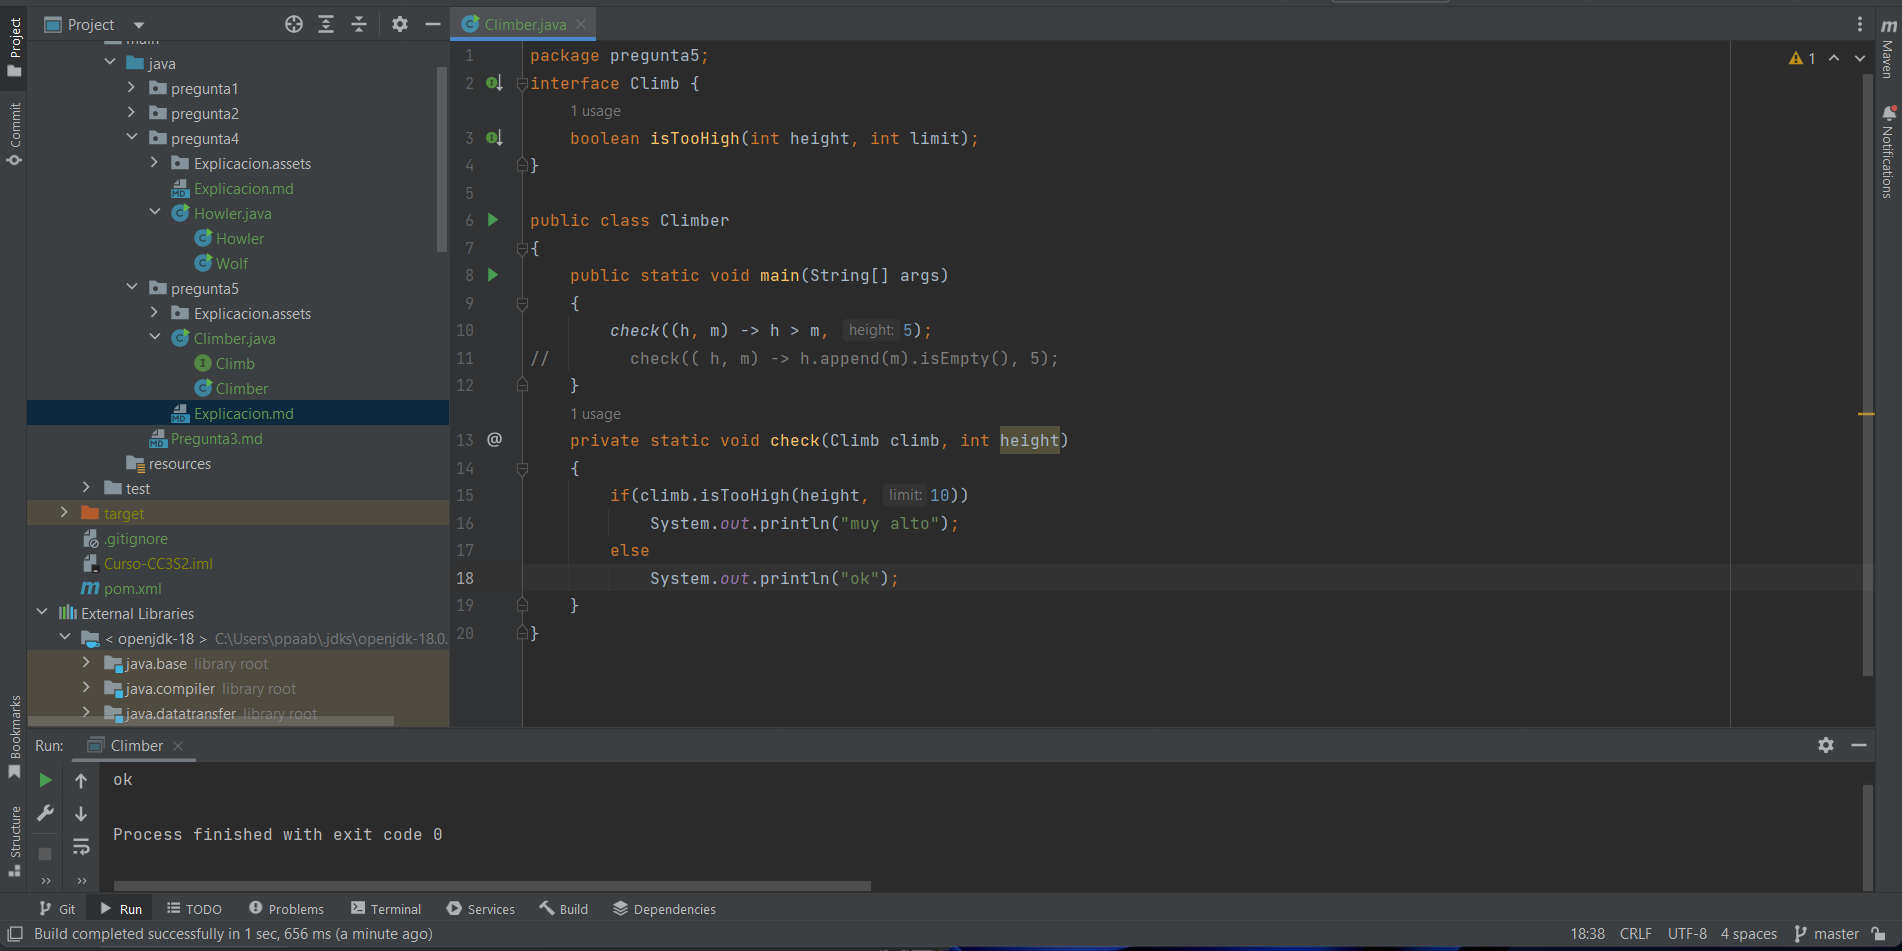 Project
Climber.java
main
java
pregunta1
pregunta2
pregunta4
Explicacion.assets
Explicacion.md
Howler.java
Howler
Wolf
pregunta5
Explicacion.assets
Climber.java
Climb
Climber
Explicacion.md
Pregunta3.md
resources
test
target
.gitignore
Curso-CC3S2.iml
pom.xml
External Libraries
< openjdk-18 > C:\Users\ppaab\.jdks\openjdk-18.0.
java.base library root
java.compiler library root
java.datatransfer library root
Project
Commit
Bookmarks
Structure
1 package pregunta5;
2 interface Climb {
1 usage
3 boolean isTooHigh(int height, int limit);
4 }
5
6 public class Climber
7 {
8 public static void main(String[] args)
9 {
10 check((h, m) -> h > m, height: 5);
11 // check(( h, m) -> h.append(m).isEmpty(), 5);
12 }
1 usage
13 @ private static void check(Climb climb, int height)
14 {
15 if(climb.isTooHigh(height, limit: 10))
16 System.out.println("muy alto");
17 else
18 System.out.println("ok");
19 }
20 }
1
m
Maven
Notifications
Run: Climber
ok
Process finished with exit code 0
Git Run TODO Problems Terminal Services Build Dependencies
Build completed successfully in 1 sec, 656 ms (a minute ago)
18:38 CRLF UTF-8 4 spaces master